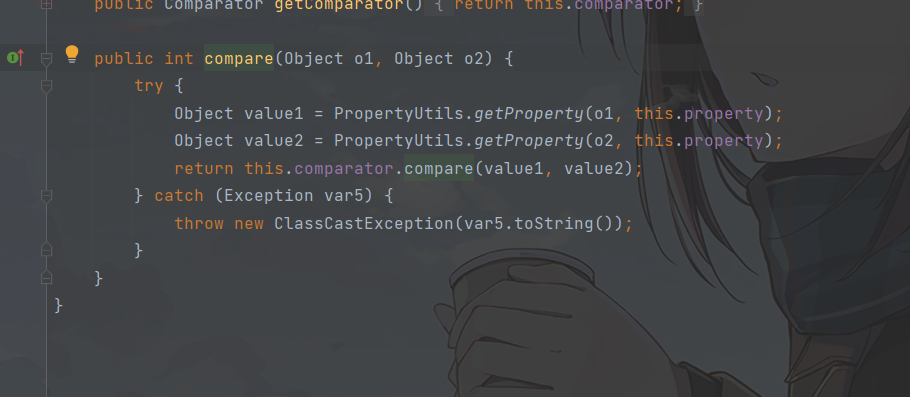 public Comparator getComparator() { return this.comparator; }
public int compare(Object o1, Object o2) {
try {
Object value1 = PropertyUtils.getProperty(o1, this.property);
Object value2 = PropertyUtils.getProperty(o2, this.property);
return this.comparator.compare(value1, value2);
} catch (Exception var5) {
throw new ClassCastException(var5.toString());
}
}
}